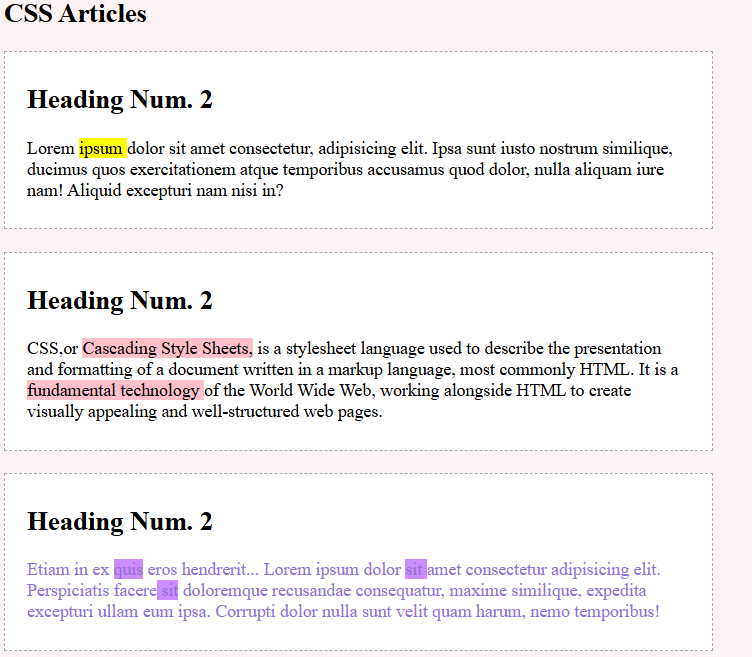 CSS Articles
Heading Num. 2
Lorem ipsum dolor sit amet consectetur, adipisicing elit. Ipsa sunt iusto nostrum similique,
ducimus quos exercitationem atque temporibus accusamus quod dolor, nulla aliquam iure
nam! Aliquid excepturi nam nisi in?
Heading Num. 2
CSS,or Cascading Style Sheets, is a stylesheet language used to describe the presentation
and formatting of a document written in a markup language, most commonly HTML. It is a
fundamental technology of the World Wide Web, working alongside HTML to create
visually appealing and well-structured web pages.
Heading Num. 2
Etiam in ex quis eros hendrerit... Lorem ipsum dolor sit amet consectetur adipisicing elit.
Perspiciatis facere sit doloremque recusandae consequatur, maxime similique, expedita
excepturi ullam eum ipsa. Corrupti dolor nulla sunt velit quam harum, nemo temporibus!